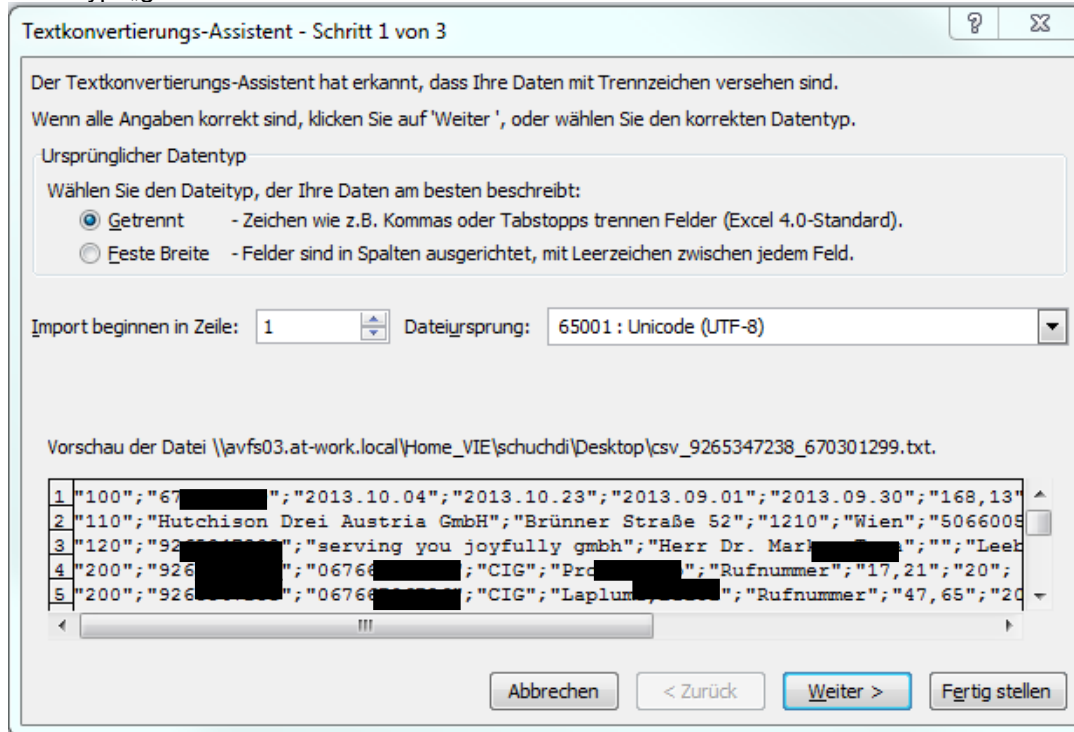 Textkonvertierungs-Assistent - Schritt 1 von 3
Der Textkonvertierungs-Assistent hat erkannt, dass Ihre Daten mit Trennzeichen versehen sind.
Wenn alle Angaben korrekt sind, klicken Sie auf 'Weiter ', oder wählen Sie den korrekten Datentyp.
Ursprünglicher Datentyp
Wählen Sie den Dateityp, der Ihre Daten am besten beschreibt:
Getrennt - Zeichen wie z.B. Kommas oder Tabstopps trennen Felder (Excel 4.0-Standard).
Feste Breite - Felder sind in Spalten ausgerichtet, mit Leerzeichen zwischen jedem Feld.
Import beginnen in Zeile: 1 Dateiursprung: 65001 : Unicode (UTF-8)
Vorschau der Datei \\avfs03.at-work.local\Home_VIE\schuchdi\Desktop\csv_9265347238_670301299.txt.
1 "100";"67 ";"2013.10.04";"2013.10.23";"2013.09.01";"2013.09.30";"168,13"
2 "110";"Hutchison Drei Austria GmbH";"Brünner Straße 52";"1210";"Wien";"5066005
3 "120";"92 ";"serving you joyfully gmbh";"Herr Dr. Mar ";"";"Leeb
4 "200";"926 ";"0676 ";"CIG";"Pro ";"Rufnummer";"17,21";"20";
5 "200";"926 ";"0676 ";"CIG";"Laplum ";"Rufnummer";"47,65";"20
Abbrechen < Zurück Weiter > Fertig stellen